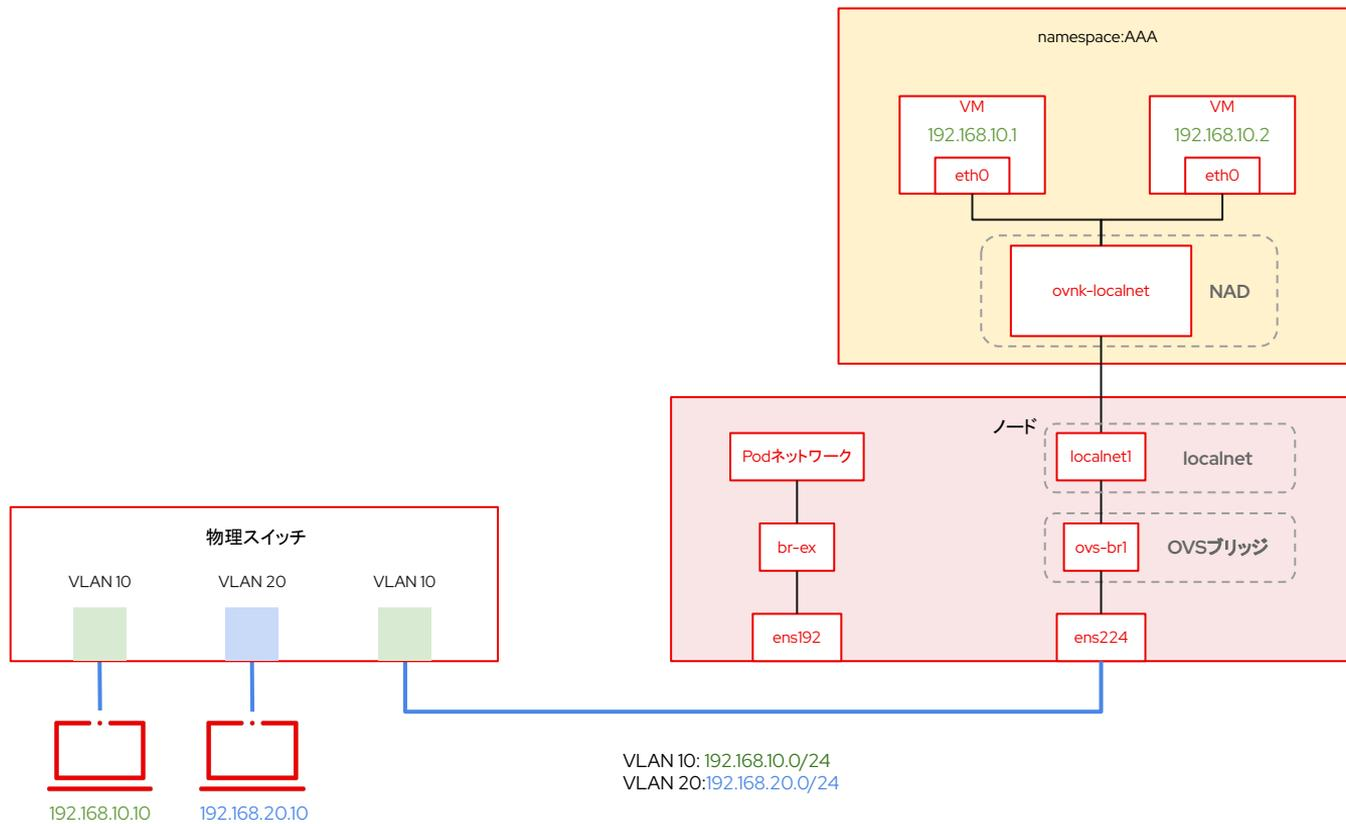 namespace:AAA
VM
192.168.10.1
eth0
VM
192.168.10.2
eth0
ovnk-localnet
NAD
ノード
Podネットワーク
localnet1
localnet
br-ex
ovs-br1
OVSブリッジ
ens192
ens224
物理スイッチ
VLAN 10
VLAN 20
VLAN 10
192.168.10.10
192.168.20.10
VLAN 10: 192.168.10.0/24
VLAN 20:192.168.20.0/24